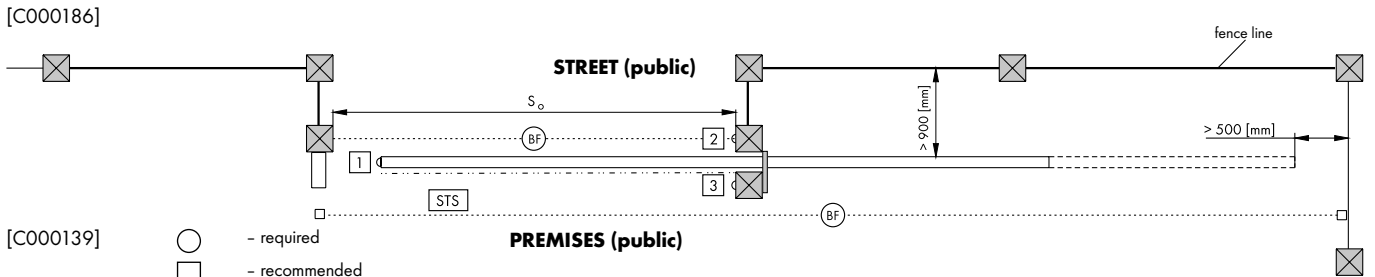 [C000186]
fence line
STREET (public)
So
BF
2
> 900 [mm]
> 500 [mm]
1
3
STS
BF
[C000139]
– required
PREMISES (public)
– recommended